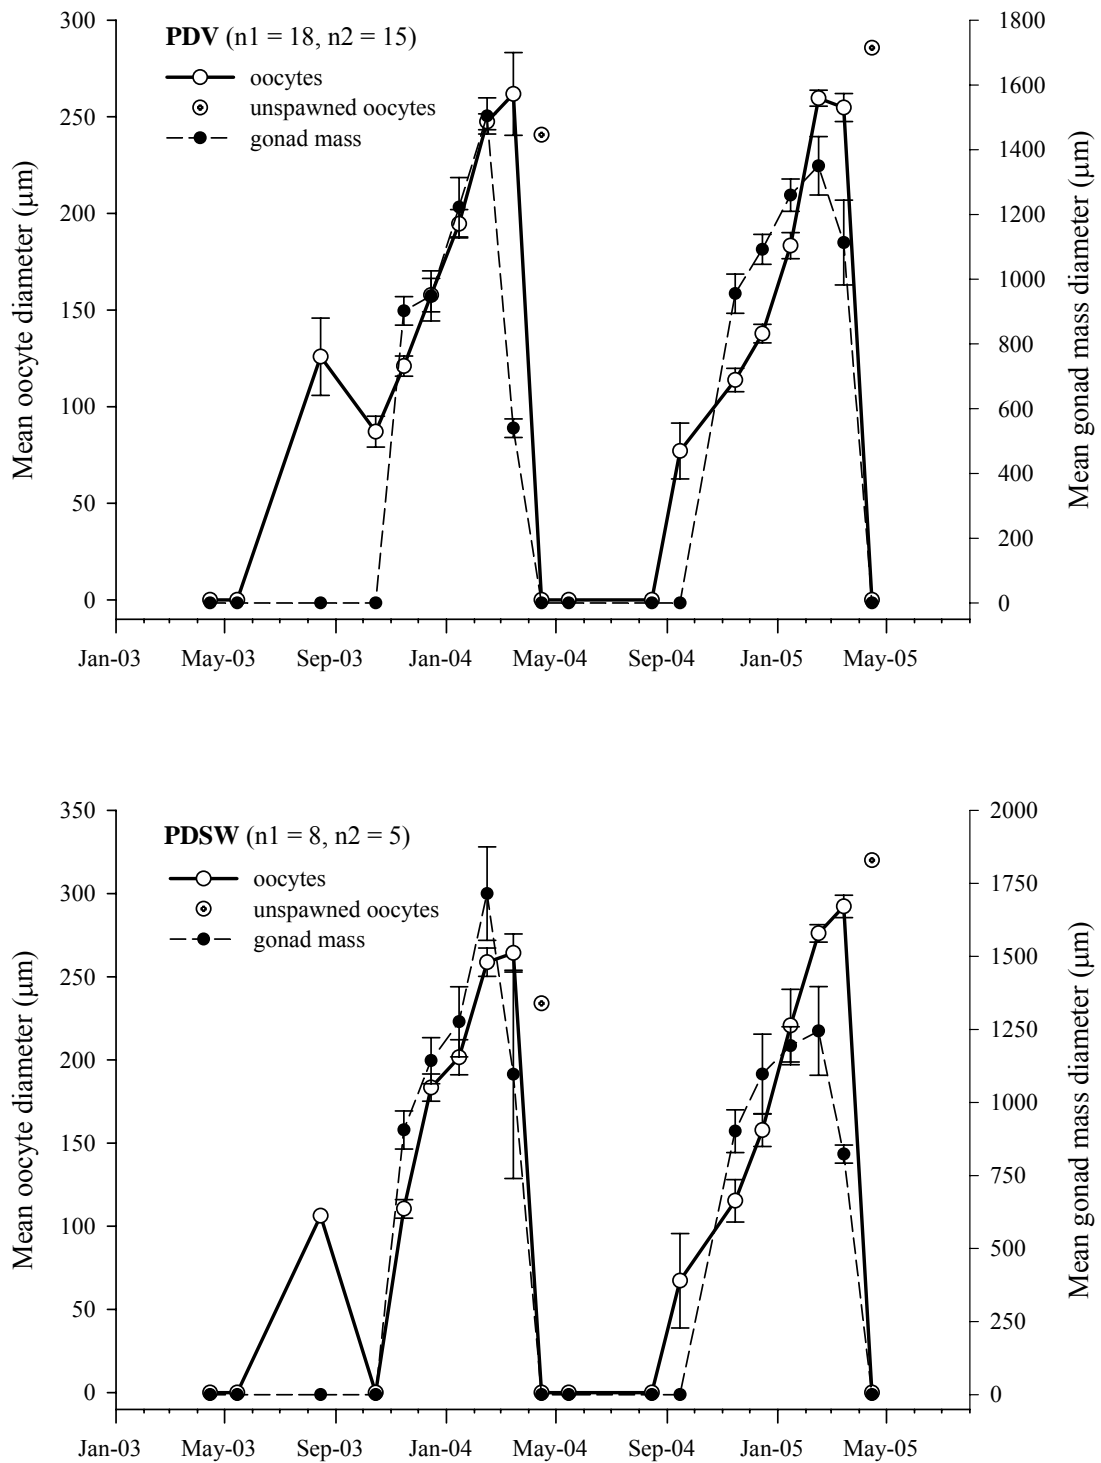 PDV (n1 = 18, n2 = 15)
oocytes
unspawned oocytes
gonad mass
Mean oocyte diameter (µm)
300
250
200
150
100
50
0
Mean gonad mass diameter (µm)
1800
1600
1400
1200
1000
800
600
400
200
0
Jan-03 May-03 Sep-03 Jan-04 May-04 Sep-04 Jan-05 May-05
PDSW (n1 = 8, n2 = 5)
oocytes
unspawned oocytes
gonad mass
Mean oocyte diameter (µm)
350
300
250
200
150
100
50
0
Mean gonad mass diameter (µm)
2000
1750
1500
1250
1000
750
500
250
0
Jan-03 May-03 Sep-03 Jan-04 May-04 Sep-04 Jan-05 May-05